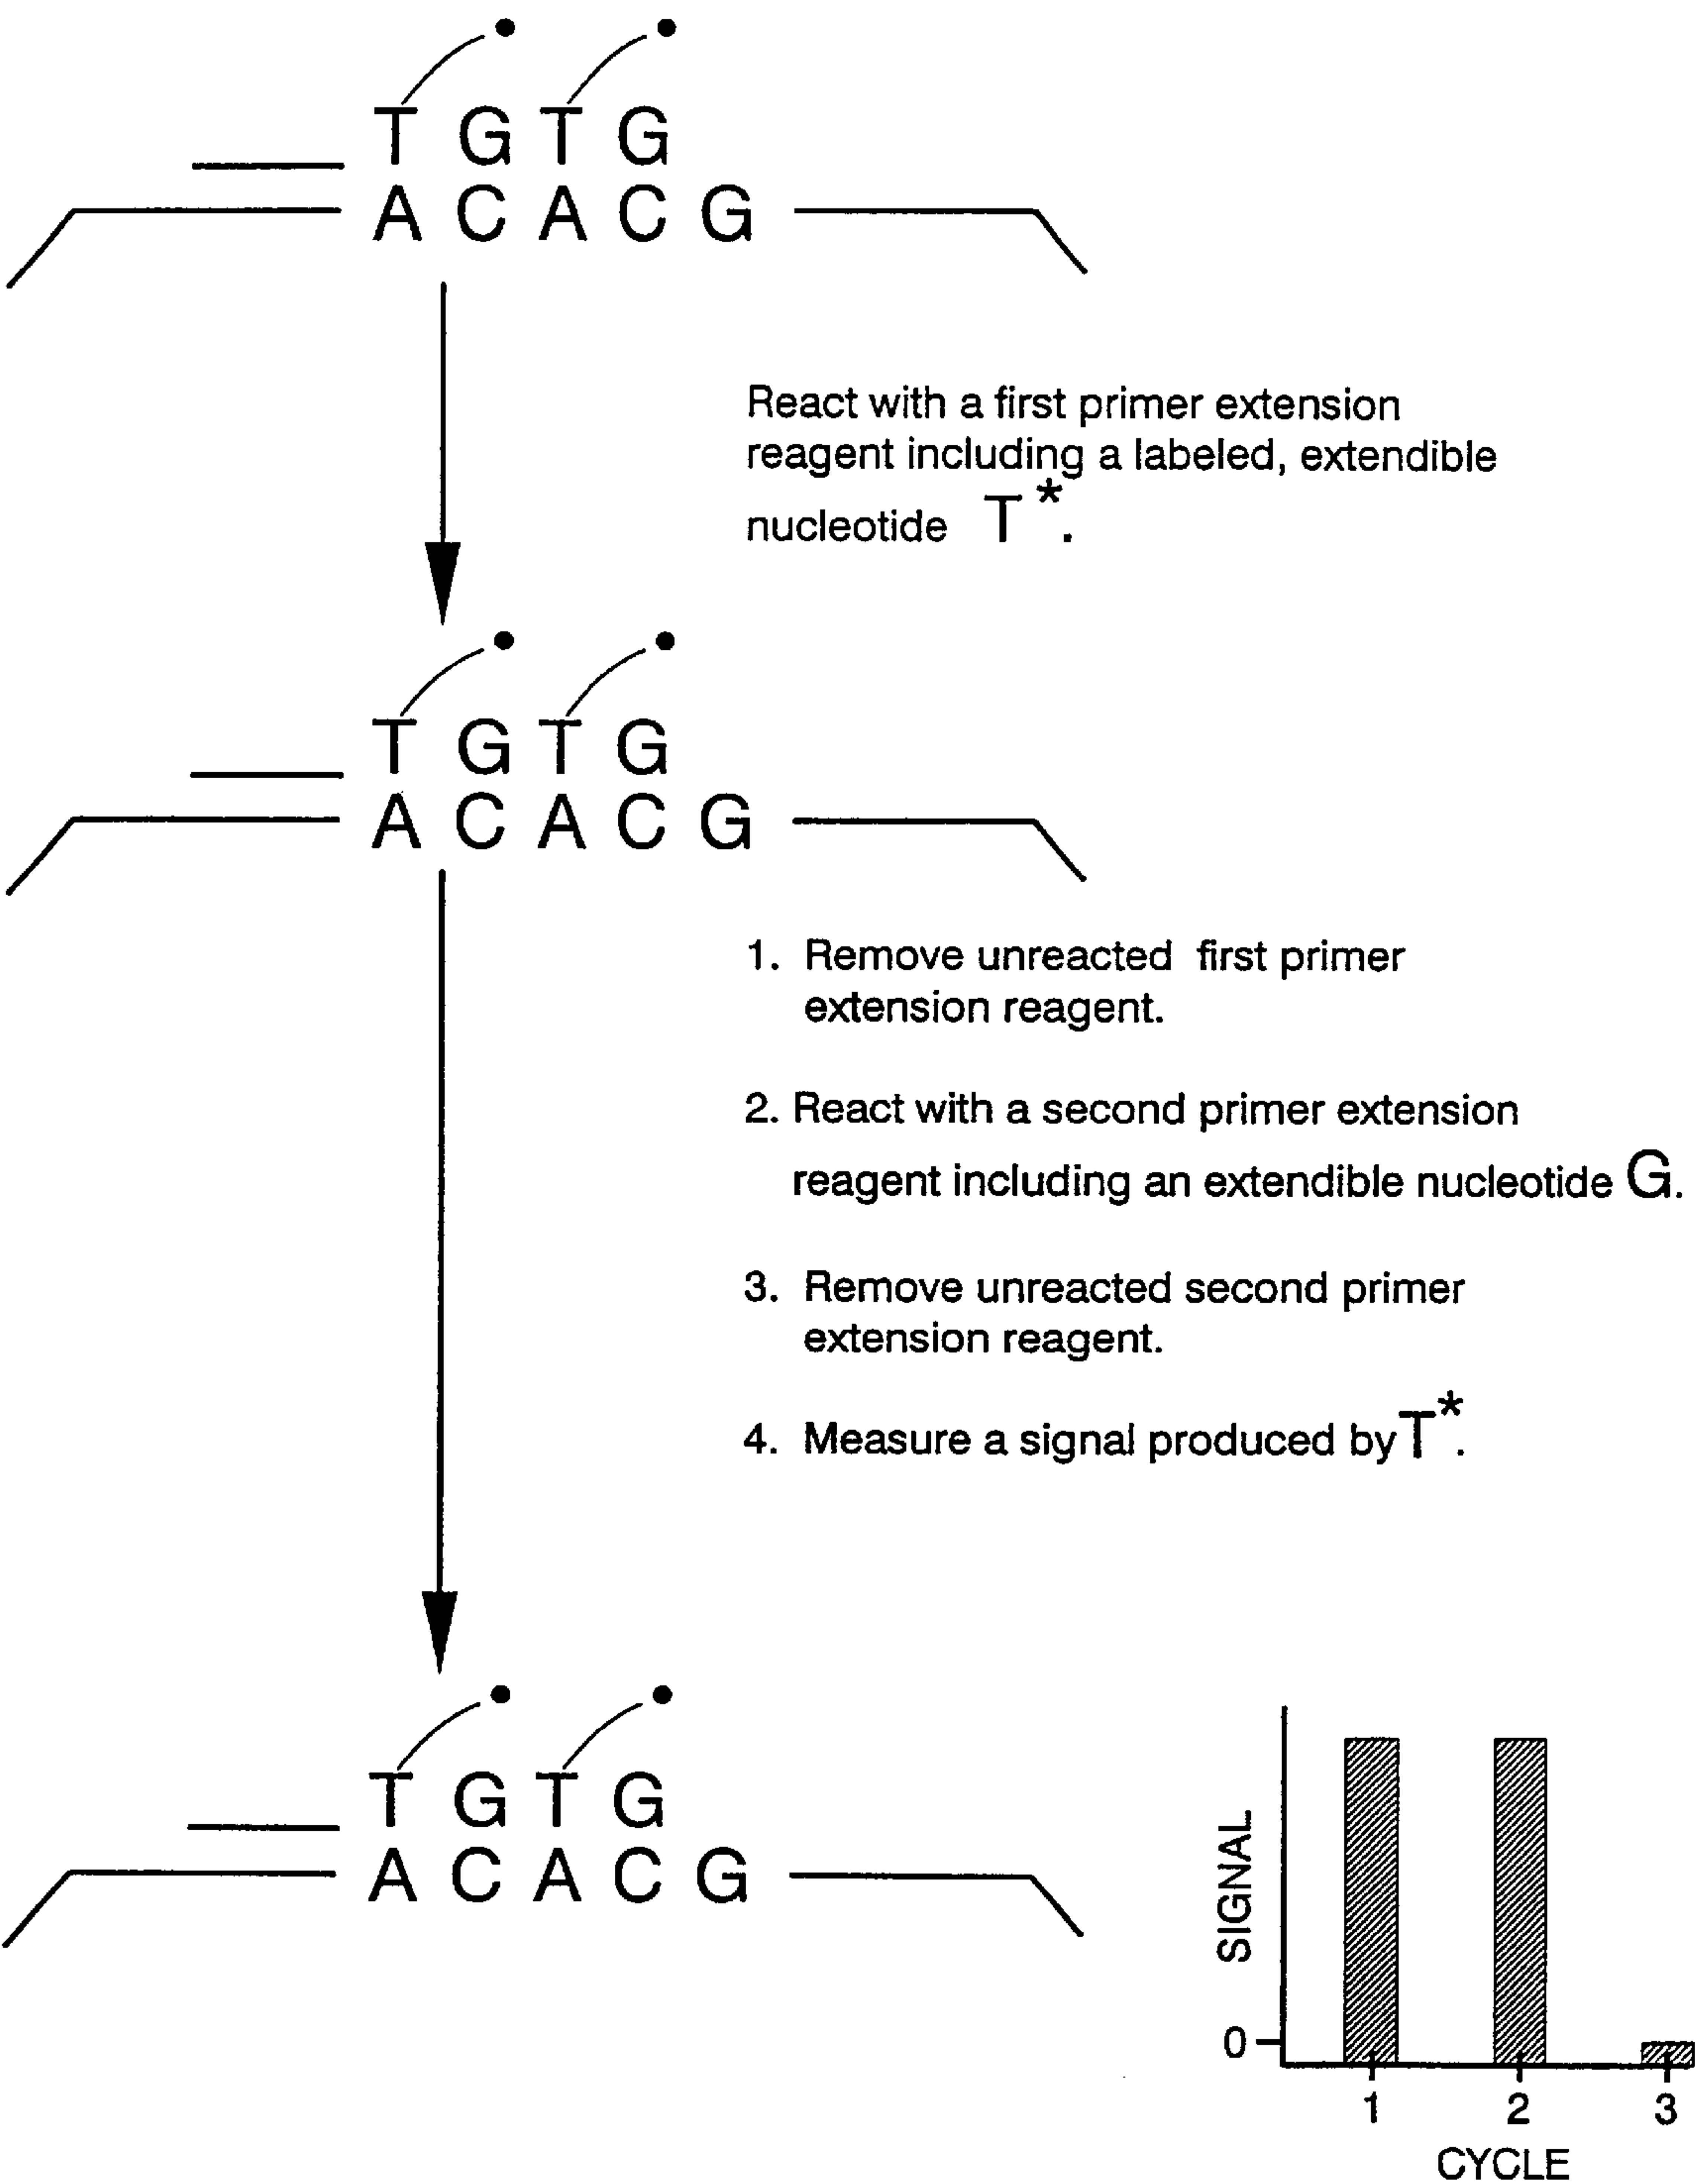 T G T G
A C A C G
React with a first primer extension
reagent including a labeled, extendible
nucleotide T*.
T G T G
A C A C G
1. Remove unreacted first primer
extension reagent.
2. React with a second primer extension
reagent including an extendible nucleotide G.
3. Remove unreacted second primer
extension reagent.
4. Measure a signal produced by T*.
T G T G
A C A C G
SIGNAL
0
1 2 3
CYCLE